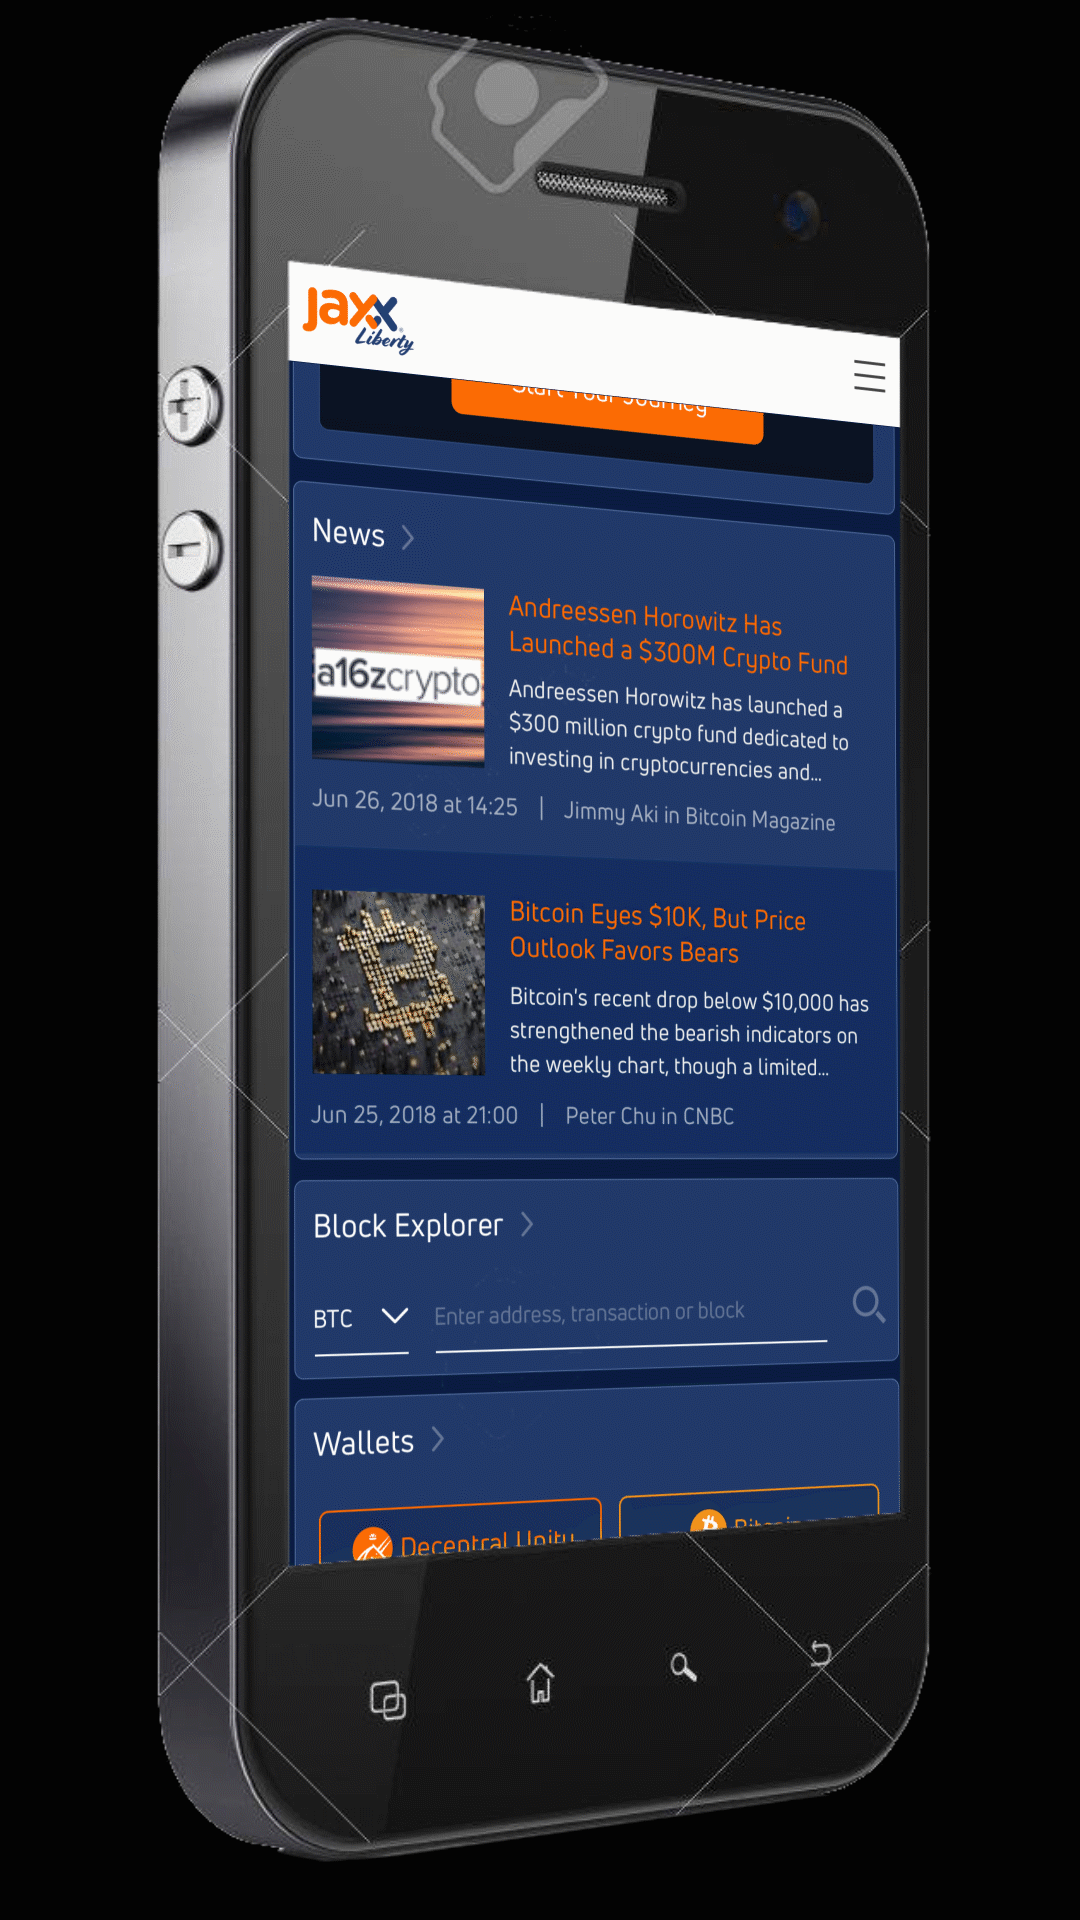 Jaxx
Liberty
Start Your Journey
News
a16zcrypto
Andreessen Horowitz Has
Launched a $300M Crypto Fund
Andreessen Horowitz has launched a
$300 million crypto fund dedicated to
investing in cryptocurrencies and...
Jun 26, 2018 at 14:25 | Jimmy Aki in Bitcoin Magazine
Bitcoin Eyes $10K, But Price
Outlook Favors Bears
Bitcoin's recent drop below $10,000 has
strengthened the bearish indicators on
the weekly chart, though a limited...
Jun 25, 2018 at 21:00 | Peter Chu in CNBC
Block Explorer
BTC
Enter address, transaction or block
Wallets
Decentral Unity
Bitcoin